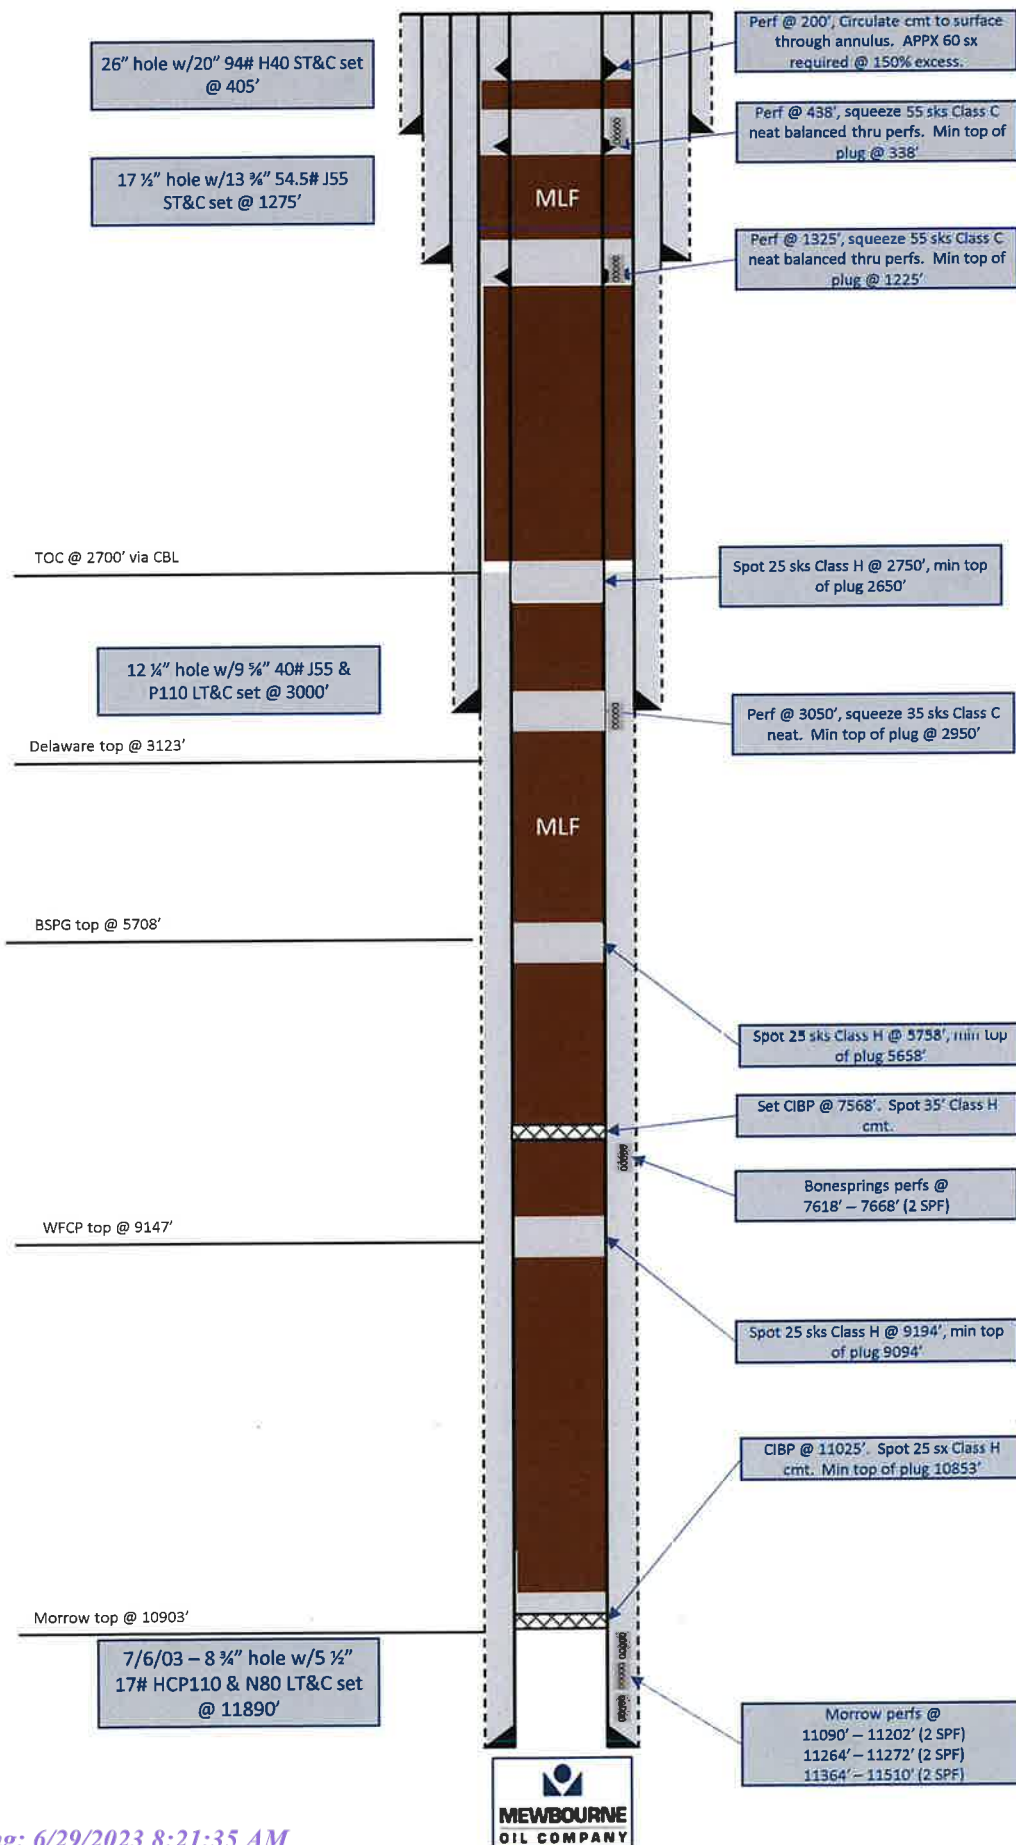 Perf @ 200', Circulate cmt to surface
through annulus. APPX 60 sx
required @ 150% excess.
26" hole w/20" 94# H40 ST&C set
@ 405'
Perf @ 438', squeeze 55 sks Class C
neat balanced thru perfs. Min top of
plug @ 338'
17 ½" hole w/13 ⅜" 54.5# J55
ST&C set @ 1275'
MLF
Perf @ 1325', squeeze 55 sks Class C
neat balanced thru perfs. Min top of
plug @ 1225'
TOC @ 2700' via CBL
Spot 25 sks Class H @ 2750', min top
of plug 2650'
12 ¼" hole w/9 ⅝" 40# J55 &
P110 LT&C set @ 3000'
Perf @ 3050', squeeze 35 sks Class C
neat. Min top of plug @ 2950'
Delaware top @ 3123'
MLF
BSPG top @ 5708'
Spot 25 sks Class H @ 5758', min top
of plug 5658'
Set CIBP @ 7568'. Spot 35' Class H
cmt.
Bonesprings perfs @
7618' – 7668' (2 SPF)
WFCP top @ 9147'
Spot 25 sks Class H @ 9194', min top
of plug 9094'
CIBP @ 11025'. Spot 25 sx Class H
cmt. Min top of plug 10853'
Morrow top @ 10903'
7/6/03 – 8 ¾" hole w/5 ½"
17# HCP110 & N80 LT&C set
@ 11890'
Morrow perfs @
11090' – 11202' (2 SPF)
11264' – 11272' (2 SPF)
11364' – 11510' (2 SPF)
MEWBOURNE
OIL COMPANY
6/29/2023 8:21:35 AM